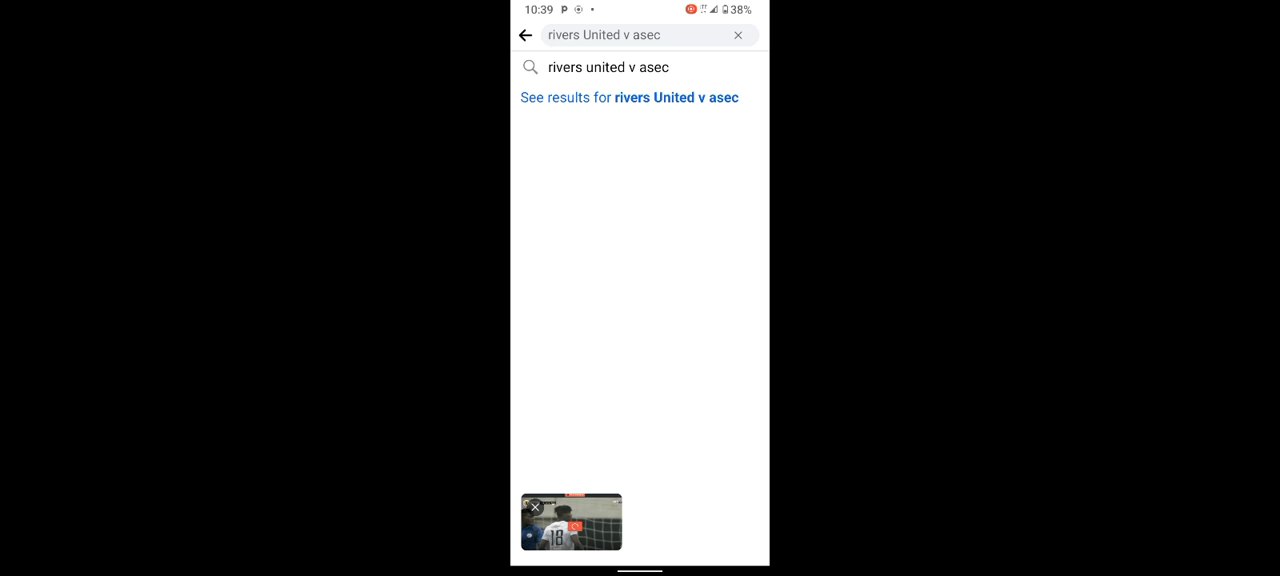 10:39 P 38%
rivers United v asec
rivers united v asec
See results for rivers United v asec
18